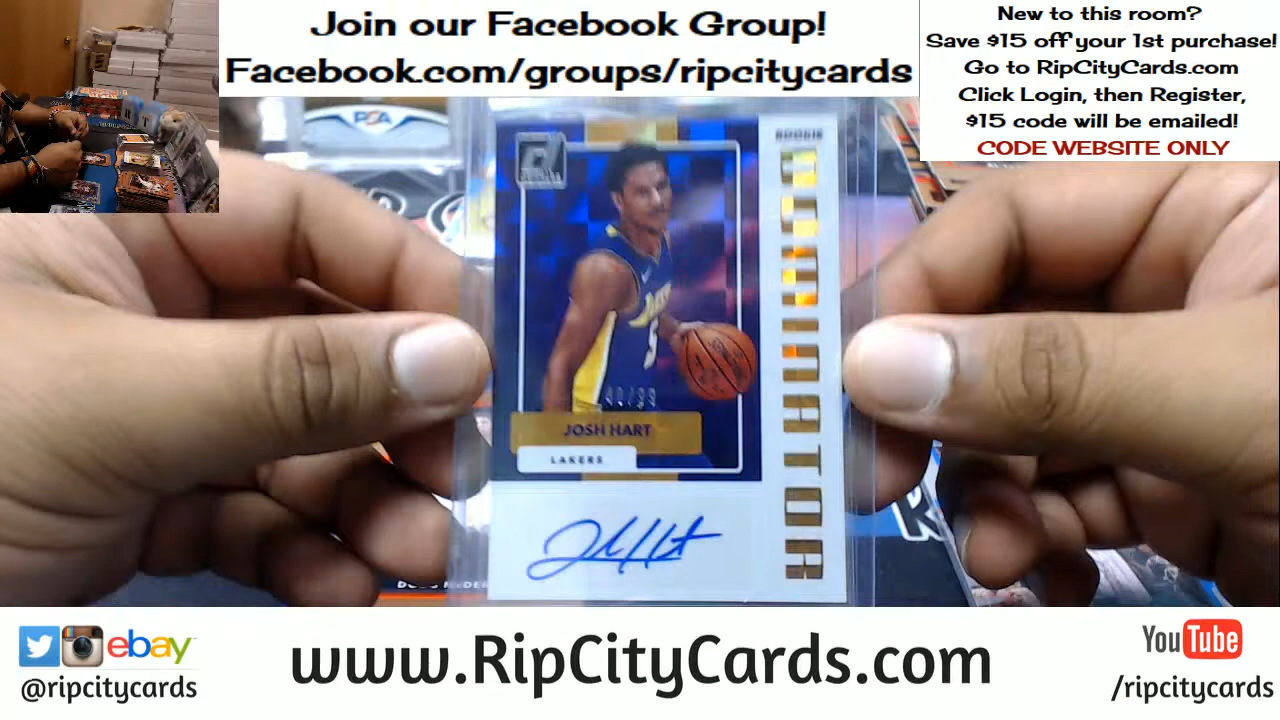 Join our Facebook Group!
Facebook.com/groups/ripcitycards
New to this room?
Save $15 off your 1st purchase!
Go to RipCityCards.com
Click Login, then Register,
$15 code will be emailed!
CODE WEBSITE ONLY
PSA
ROOKIE
DOMINATOR
JOSH HART
LAKERS
ebay
@ripcitycards
www.RipCityCards.com
YouTube
/ripcitycards